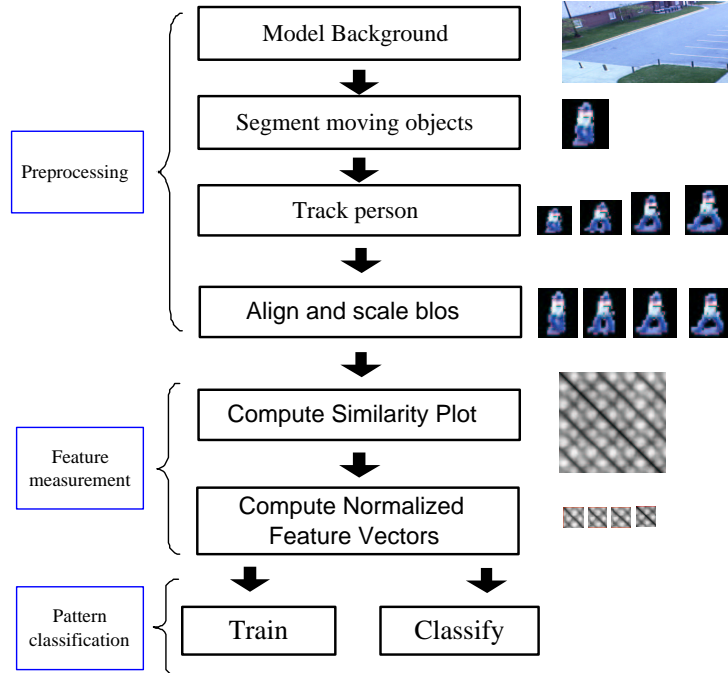 Model Background
Segment moving objects
Preprocessing
Track person
Align and scale blos
Compute Similarity Plot
Feature
measurement
Compute Normalized
Feature Vectors
Pattern
classification
Train
Classify